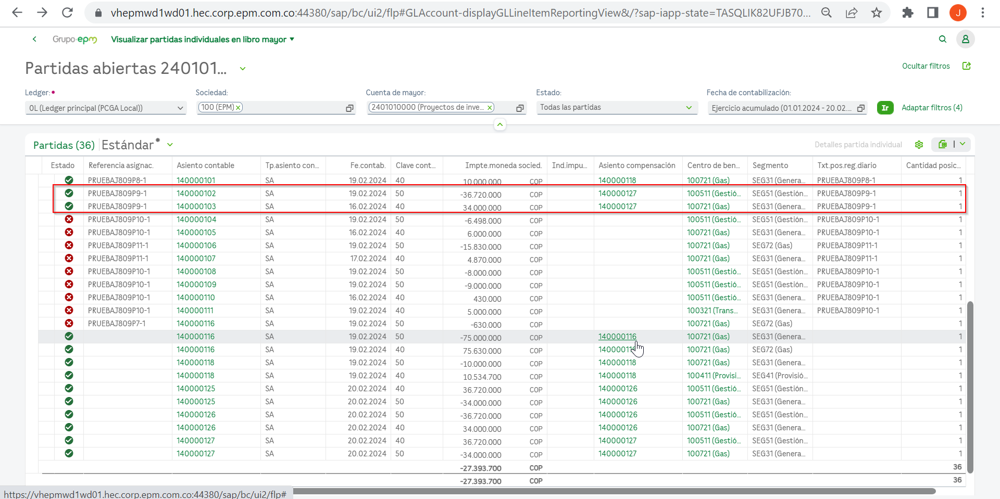 vhepmwd1wd01.hec.corp.epm.com.co:44380/sap/bc/ui2/flp#GLAccount-displayGLLineItemReportingView&/?sap-iapp-state=TASQLIK82UFJB70... J
Grupo·epm Visualizar partidas individuales en libro mayor
Partidas abiertas 240101...
Ocultar filtros
Ledger: Sociedad: Cuenta de mayor: Estado: Fecha de contabilización:
0L (Ledger principal (PCGA Local)) 100 (EPM) 2401010000 (Proyectos de inve... Todas las partidas Ejercicio acumulado (01.01.2024 - 20.02.... Ir Adaptar filtros (4)
Partidas (36) Estándar* Detalles partida individual
Estado Referencia asignac. Asiento contable Tp.asiento con... Fe.contab. Clave cont... Impte.moneda socied. Ind.impu... Asiento compensación Centro de ben... Segmento Txt.pos.reg.diario Cantidad posic...
PRUEBAJ809P8-1 140000101 SA 19.02.2024 40 10.000.000 COP 140000118 100721 (Gas) SEG31 (Genera... PRUEBAJ809P8-1 1
PRUEBAJ809P9-1 140000102 SA 19.02.2024 50 -36.720.000 COP 140000127 100511 (Gestió... SEG51 (Gestión... PRUEBAJ809P9-1 1
PRUEBAJ809P9-1 140000103 SA 16.02.2024 40 34.000.000 COP 140000127 100721 (Gas) SEG31 (Genera... PRUEBAJ809P9-1 1
PRUEBAJ809P10-1 140000104 SA 19.02.2024 50 -6.498.000 COP 100511 (Gestió... SEG51 (Gestión... PRUEBAJ809P10-1 1
PRUEBAJ809P10-1 140000105 SA 16.02.2024 40 6.000.000 COP 100721 (Gas) SEG31 (Genera... PRUEBAJ809P10-1 1
PRUEBAJ809P11-1 140000106 SA 19.02.2024 50 -15.830.000 COP 100721 (Gas) SEG72 (Gas) PRUEBAJ809P11-1 1
PRUEBAJ809P11-1 140000107 SA 17.02.2024 40 4.870.000 COP 100721 (Gas) SEG31 (Genera... PRUEBAJ809P11-1 1
PRUEBAJ809P10-1 140000108 SA 19.02.2024 50 -8.000.000 COP 100511 (Gestió... SEG51 (Gestión... PRUEBAJ809P10-1 1
PRUEBAJ809P10-1 140000109 SA 19.02.2024 50 -9.000.000 COP 100511 (Gestió... SEG51 (Gestión... PRUEBAJ809P10-1 1
PRUEBAJ809P10-1 140000110 SA 16.02.2024 40 430.000 COP 100511 (Gestió... SEG31 (Genera... PRUEBAJ809P10-1 1
PRUEBAJ809P10-1 140000111 SA 19.02.2024 40 5.000.000 COP 100321 (Trans... SEG31 (Genera... PRUEBAJ809P10-1 1
PRUEBAJ809P7-1 140000116 SA 19.02.2024 50 -630.000 COP 100721 (Gas) SEG72 (Gas) 1
140000116 SA 19.02.2024 50 -75.000.000 COP 140000116 100721 (Gas) SEG31 (Genera... 1
140000116 SA 19.02.2024 40 75.630.000 COP 100721 (Gas) SEG72 (Gas) 1
140000118 SA 19.02.2024 50 -10.000.000 COP 140000118 100721 (Gas) SEG31 (Genera... 1
140000118 SA 19.02.2024 40 10.534.700 COP 140000118 100411 (Provisi... SEG41 (Provisió... 1
140000125 SA 20.02.2024 40 36.720.000 COP 140000126 100511 (Gestió... SEG51 (Gestión... 1
140000125 SA 20.02.2024 50 -34.000.000 COP 140000126 100721 (Gas) SEG31 (Genera... 1
140000126 SA 20.02.2024 50 -36.720.000 COP 140000126 100511 (Gestió... SEG51 (Gestión... 1
140000126 SA 20.02.2024 40 34.000.000 COP 140000126 100721 (Gas) SEG31 (Genera... 1
140000127 SA 20.02.2024 40 36.720.000 COP 140000127 100511 (Gestió... SEG51 (Gestión... 1
140000127 SA 20.02.2024 50 -34.000.000 COP 140000127 100721 (Gas) SEG31 (Genera... 1
-27.393.700 COP 36
-27.393.700 COP 36
https://vhepmwd1wd01.hec.corp.epm.com.co:44380/sap/bc/ui2/flp#